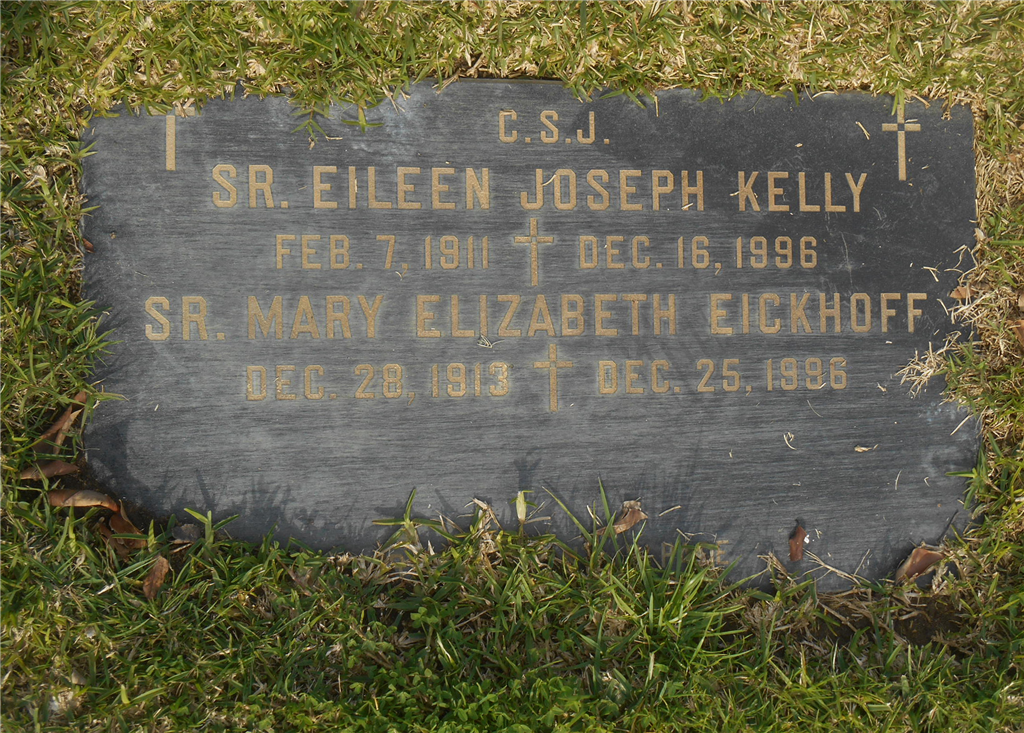 C.S.J.
SR. EILEEN JOSEPH KELLY
FEB. 7, 1911 DEC. 16, 1996
SR. MARY ELIZABETH EICKHOFF
DEC. 28, 1913 DEC. 25, 1996